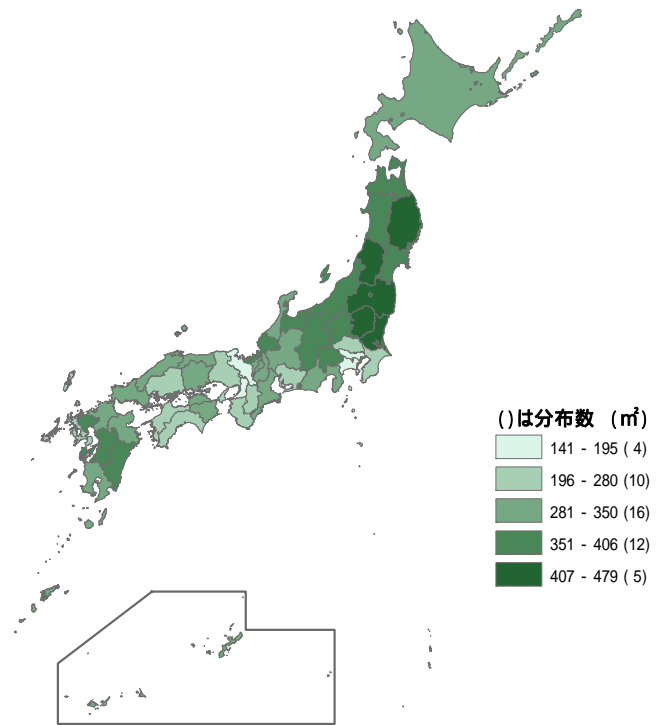 ()は分布数 (㎡)
141 - 195 ( 4)
196 - 280 (10)
281 - 350 (16)
351 - 406 (12)
407 - 479 ( 5)